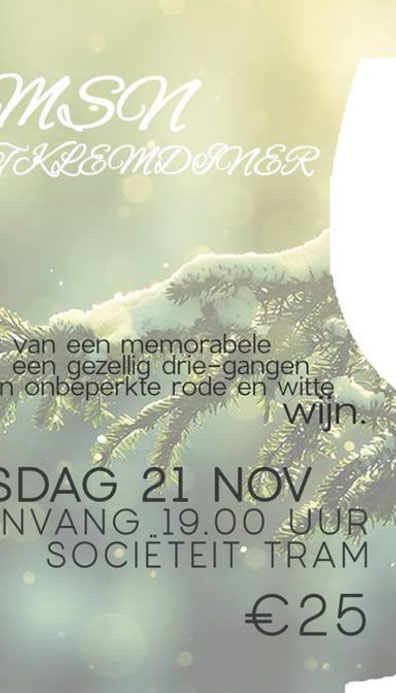 MSN
TKLEMDINER
van een memorabele
een gezellig drie-gangen
n onbeperkte rode en witte
wijn.
SDAG 21 NOV
NVANG 19.00 UUR
SOCIËTEIT TRAM
€25